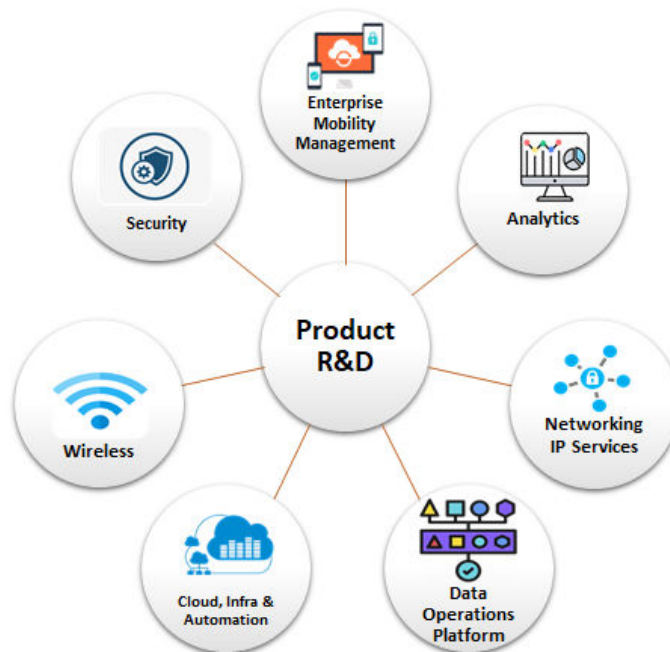 Enterprise
Mobility
Management
Security
Analytics
Product
R&D
Wireless
Networking
IP Services
Cloud, Infra &
Automation
Data
Operations
Platform